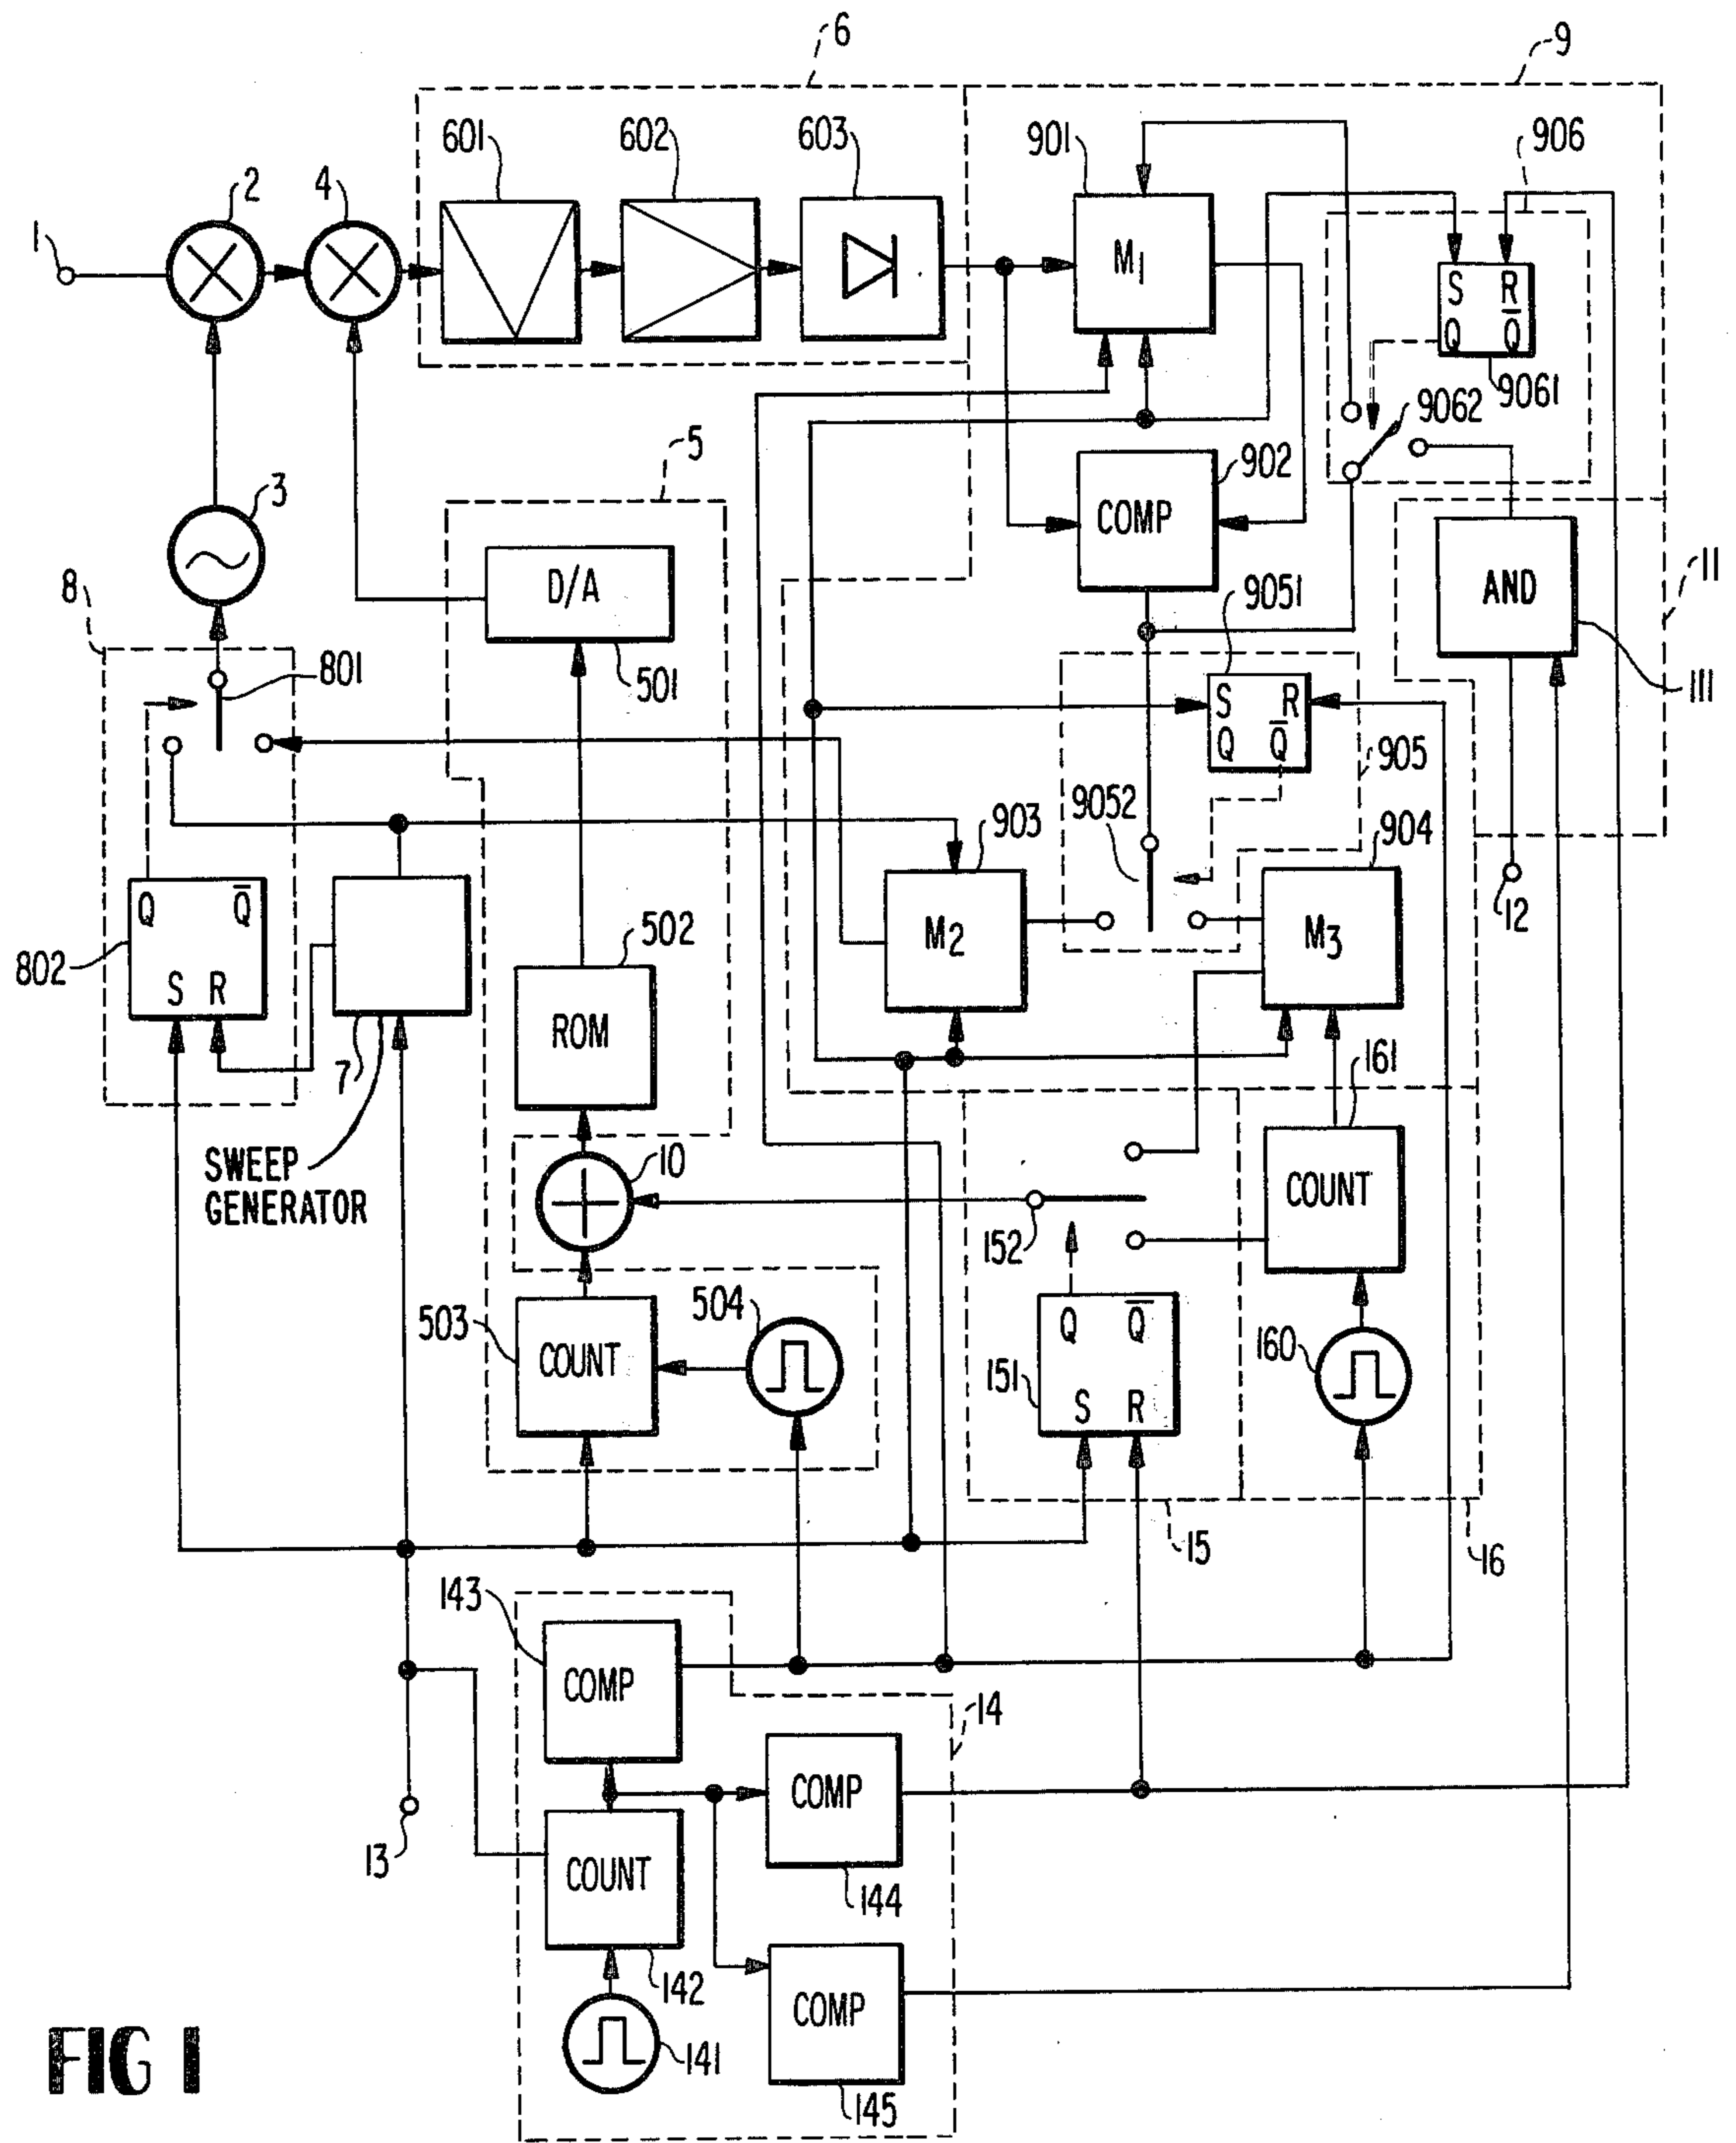 6
9
601
602
603
901
906
2
4
1
M1
S R
Q Q̅
9061
9062
5
902
3
COMP
D/A
9051
AND
11
8
801
501
S R
Q Q̅
111
905
9052
903
904
Q Q̅
502
M2
M3
12
802
S R
ROM
7
161
SWEEP
GENERATOR
10
COUNT
152
503
504
COUNT
Q Q̅
160
151
S R
15
16
143
COMP
14
COMP
13
COUNT
144
142
COMP
141
145
FIG 1